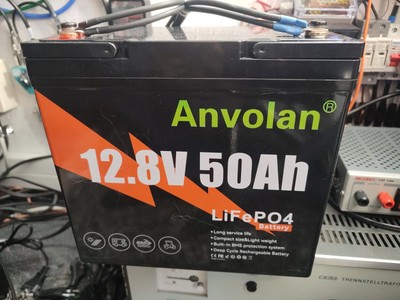 Anvolan®
12.8V 50Ah
LiFePO4
Battery
•Long service life
•Compact size&Light weight
•Built-in BMS protection system
•Deep Cycle Rechargeable Battery
THERMNSTELLTRAFO